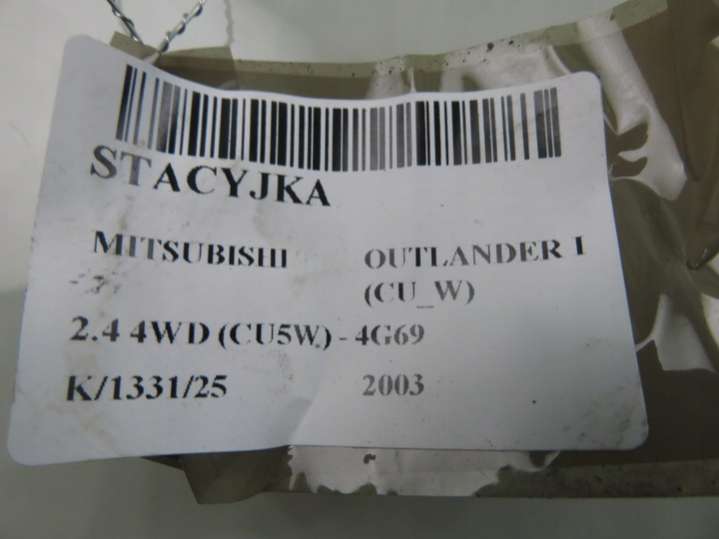 STACYJKA
MITSUBISHI OUTLANDER I
(CU_W)
2.4 4WD (CU5W) - 4G69
K/1331/25 2003